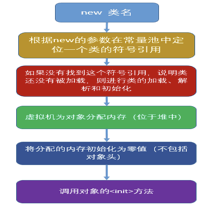 new 类名
根据new的参数在常量池中定
位一个类的符号引用
如果没有找到这个符号引用，说明类
还没有被加载，则进行类的加载、解
析和初始化
虚拟机为对象分配内存（位于堆中）
将分配的内存初始化为零值（不包括
对象头）
调用对象的<init>方法